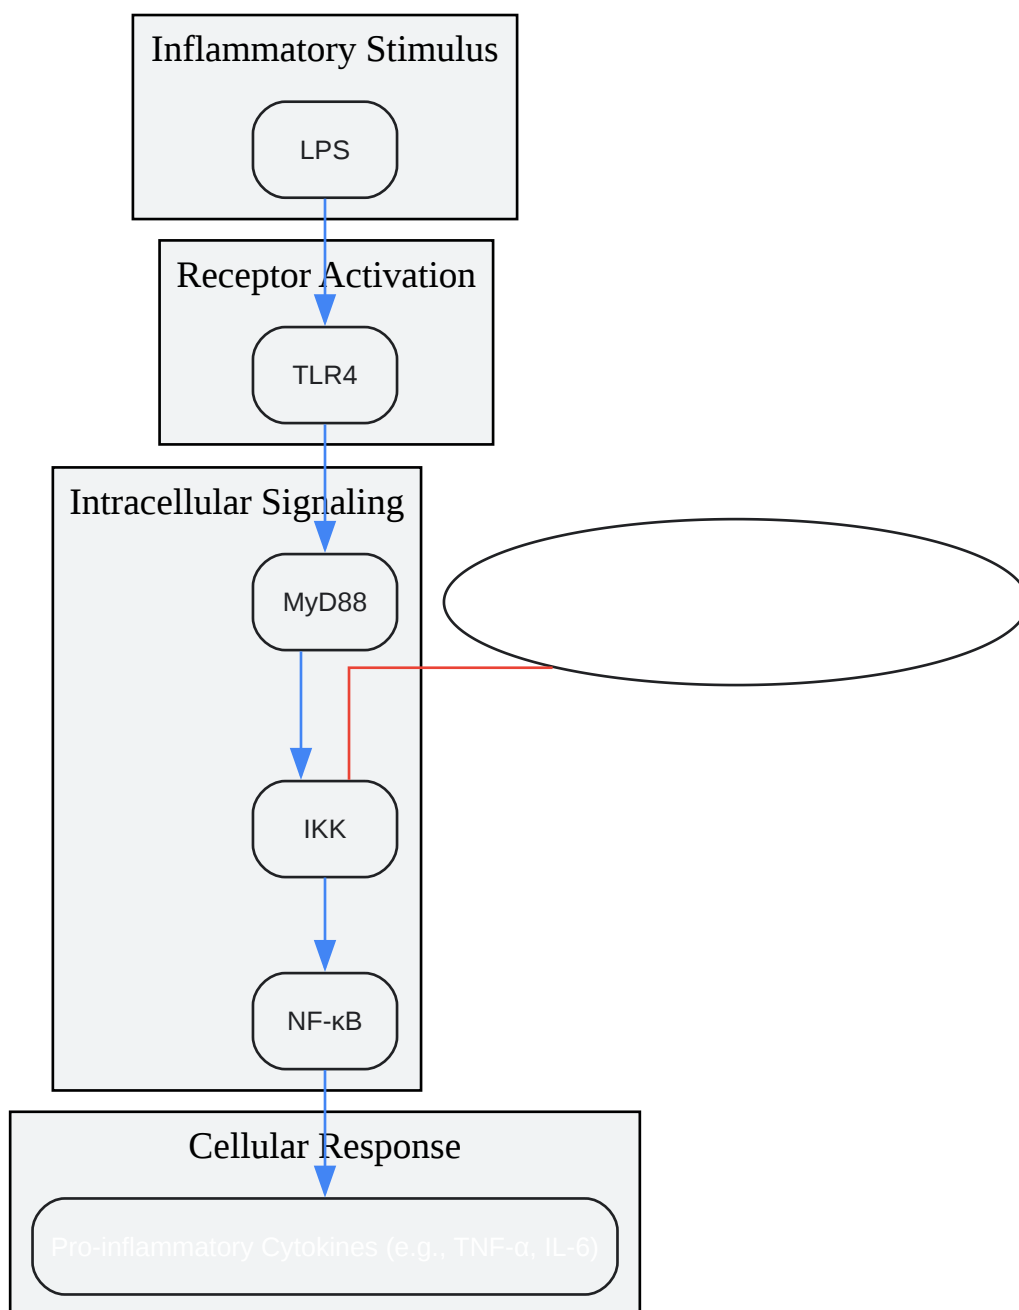 Inflammatory Stimulus
LPS
Receptor Activation
TLR4
Intracellular Signaling
MyD88
IKK
NF-κB
Cellular Response
Pro-inflammatory Cytokines (e.g., TNF-α, IL-6)